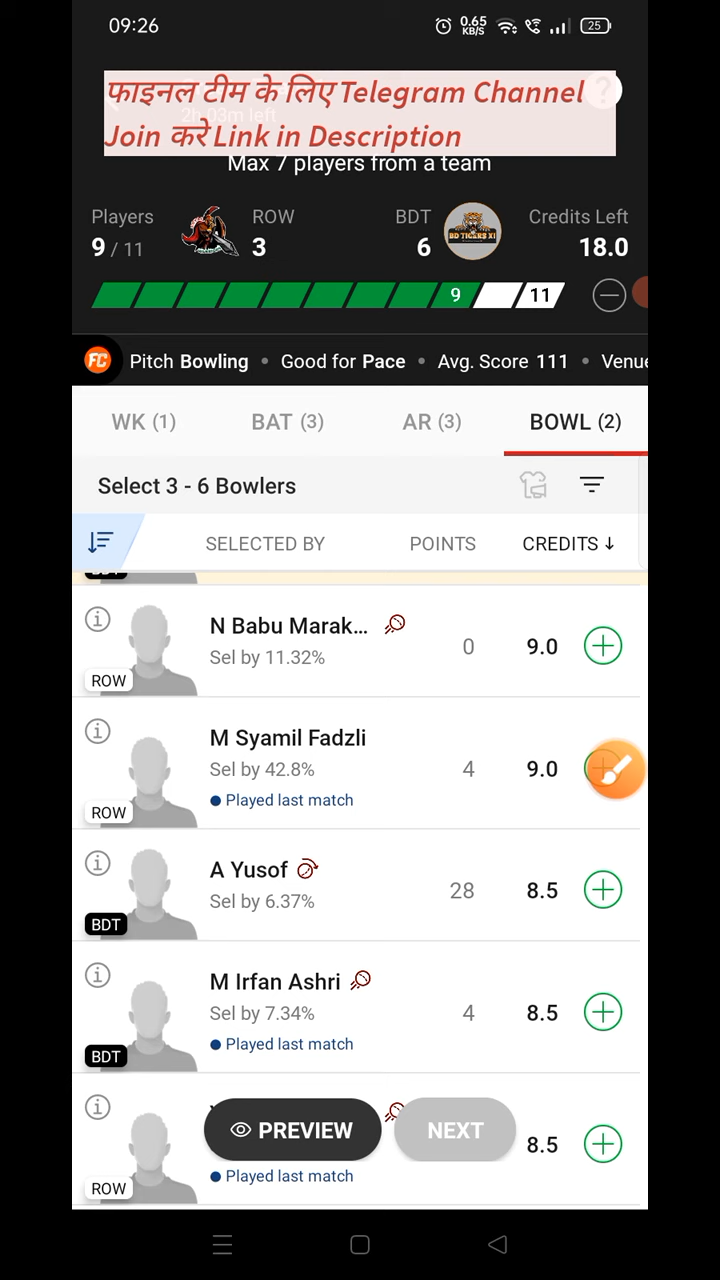 09:26
0.65 KB/S
25
फाइनल टीम के लिए Telegram Channel
2h 03m left
Join करे Link in Description
Max 7 players from a team
Players ROW BDT BD TIGERS XI Credits Left
9 / 11 3 6 18.0
9 11
FC Pitch Bowling • Good for Pace • Avg. Score 111 • Venue
WK (1) BAT (3) AR (3) BOWL (2)
Select 3 - 6 Bowlers
SELECTED BY POINTS CREDITS ↓
BDT
N Babu Marak...
Sel by 11.32% 0 9.0
ROW
M Syamil Fadzli
Sel by 42.8% 4 9.0
Played last match
ROW
A Yusof
Sel by 6.37% 28 8.5
BDT
M Irfan Ashri
Sel by 7.34% 4 8.5
Played last match
BDT
PREVIEW NEXT 8.5
Played last match
ROW